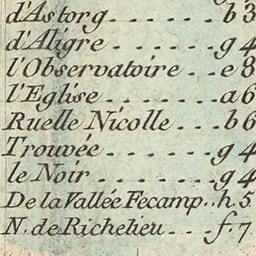 d'Astorg . . . . . . b 3
d'Aligre . . . . . . g 4
l'Observatoire . . e 8
l'Eglise . . . . . . a 6
Ruelle Nicolle . . . b 6
Trouvée . . . . . . g 4
le Noir . . . . . . g 4
De la Vallée Fecamp . . h. 5
N. de Richelieu . . . f. 7